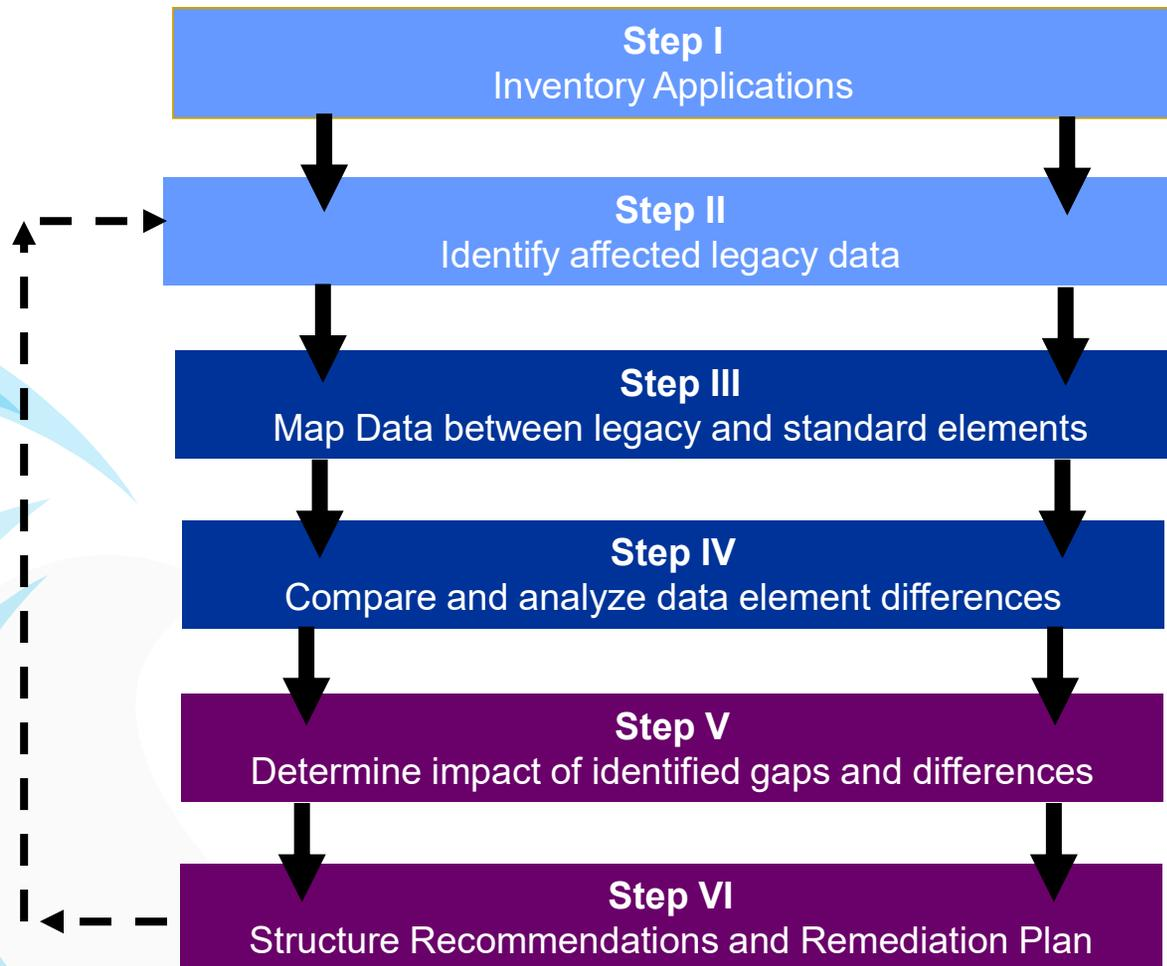 Step I
Inventory Applications
Step II
Identify affected legacy data
Step III
Map Data between legacy and standard elements
Step IV
Compare and analyze data element differences
Step V
Determine impact of identified gaps and differences
Step VI
Structure Recommendations and Remediation Plan